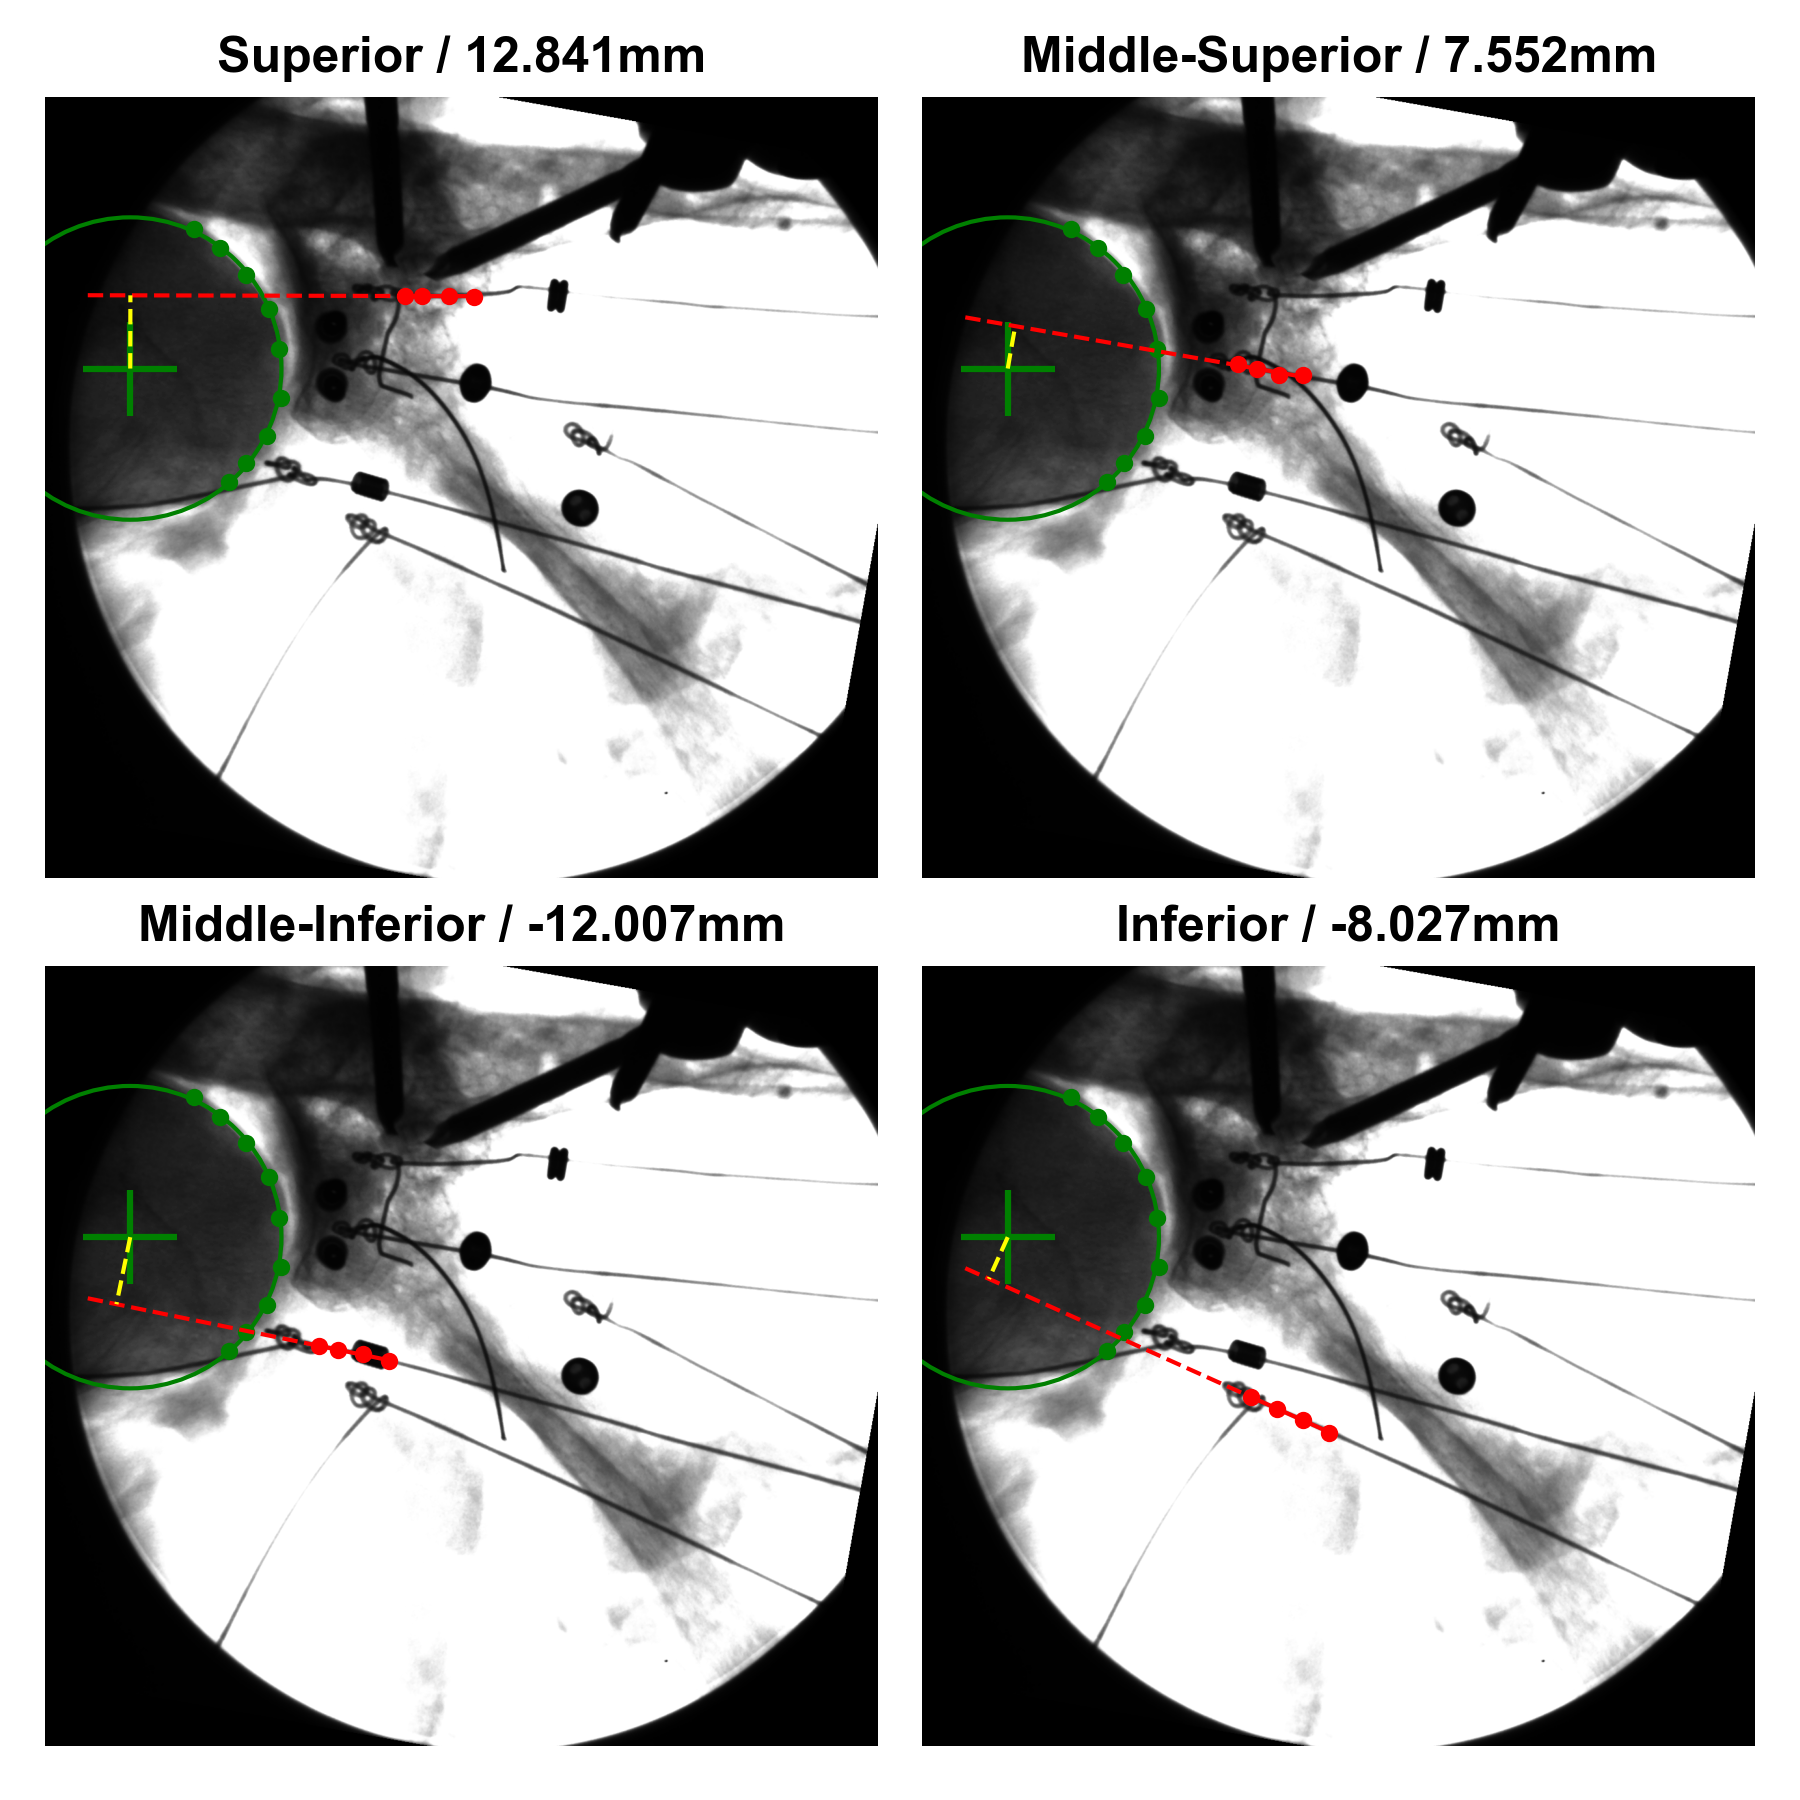 Superior / 12.841mm
Middle-Superior / 7.552mm
Middle-Inferior / -12.007mm
Inferior / -8.027mm